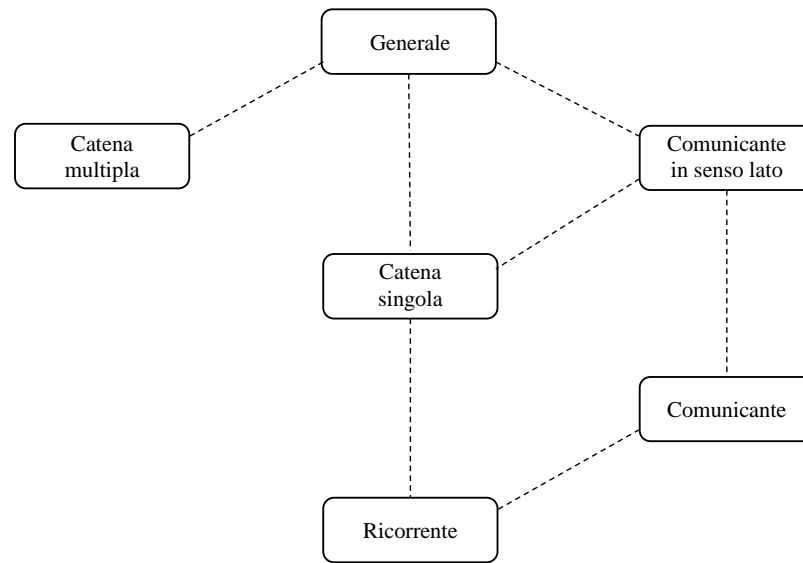 Generale
Catena
multipla
Comunicante
in senso lato
Catena
singola
Comunicante
Ricorrente